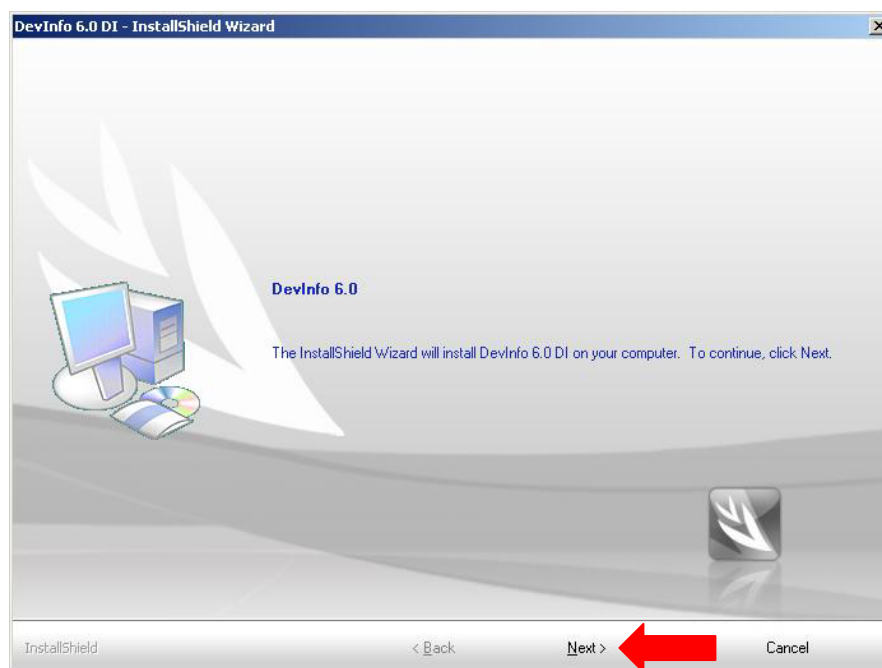 DevInfo 6.0 DI - InstallShield Wizard
DevInfo 6.0
The InstallShield Wizard will install DevInfo 6.0 DI on your computer. To continue, click Next.
InstallShield
< Back
Next >
Cancel